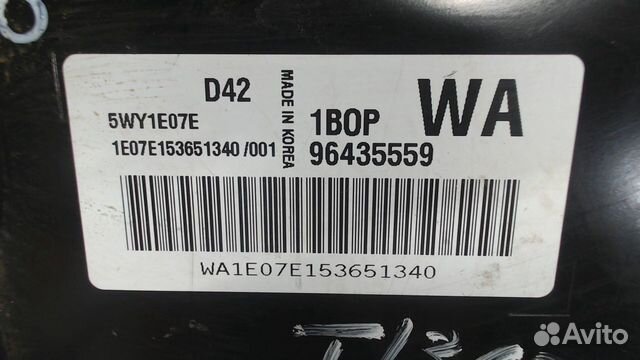 D42
MADE IN KOREA
WA
5WY1E07E
1BOP
1E07E153651340 /001
96435559
WA1E07E153651340
Avito